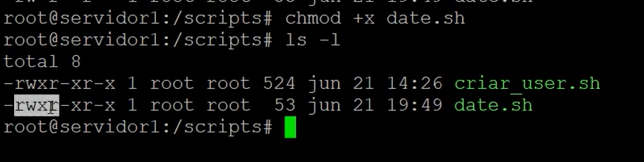 root@servidor1:/scripts# chmod +x date.sh
root@servidor1:/scripts# ls -l
total 8
-rwxr-xr-x 1 root root 524 jun 21 14:26 criar_user.sh
-rwxr-xr-x 1 root root  53 jun 21 19:49 date.sh
root@servidor1:/scripts#